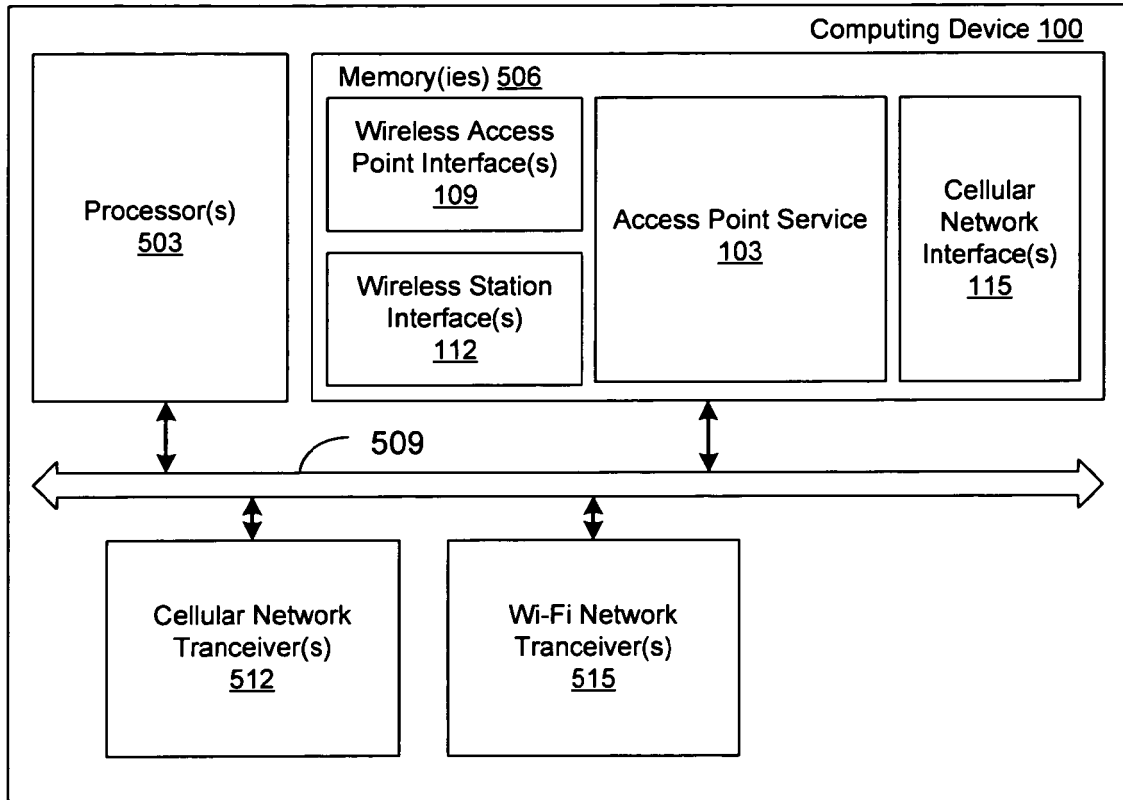 Computing Device 100
Processor(s)
503
Memory(ies) 506
Wireless Access
Point Interface(s)
109
Wireless Station
Interface(s)
112
Access Point Service
103
Cellular
Network
Interface(s)
115
509
Cellular Network
Tranceiver(s)
512
Wi-Fi Network
Tranceiver(s)
515